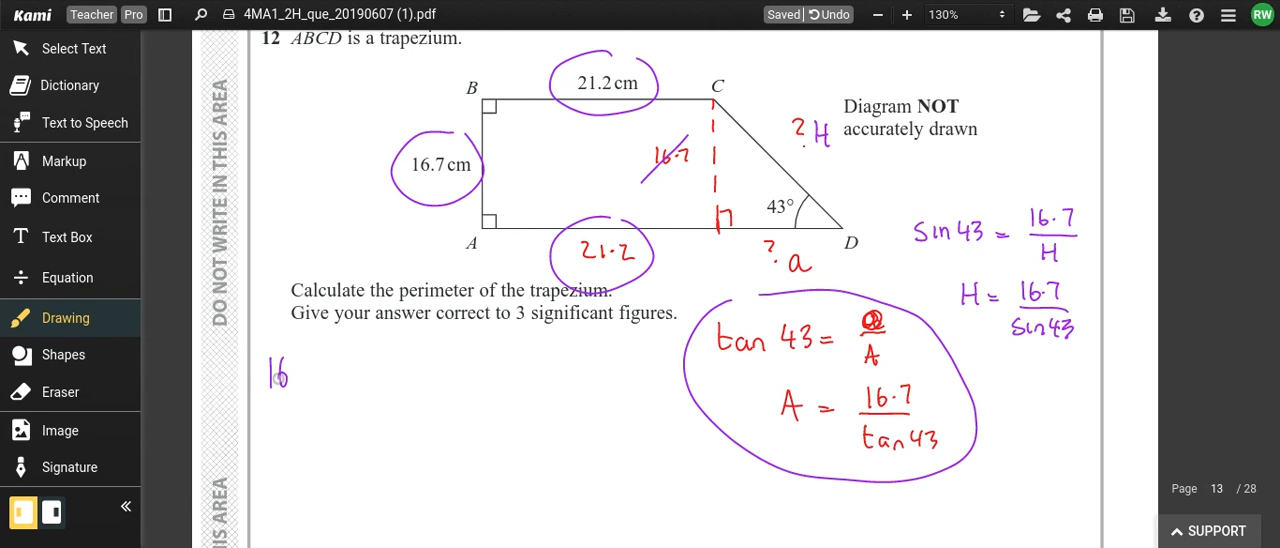 Kami Teacher Pro 4MA1_2H_que_20190607 (1).pdf Saved Undo 130% RW
Select Text
Dictionary
Text to Speech
Markup
Comment
Text Box
Equation
Drawing
Shapes
Eraser
Image
Signature
DO NOT WRITE IN THIS AREA
IS AREA
12 ABCD is a trapezium.
B 21.2 cm C
Diagram NOT
accurately drawn
? H
16.7 cm
16.7
43°
A 21.2 ? a D
sin 43 = 16.7 / H
H = 16.7 / sin 43
Calculate the perimeter of the trapezium.
Give your answer correct to 3 significant figures.
tan 43 = / A
A = 16.7 / tan 43
16
Page 13 / 28
SUPPORT